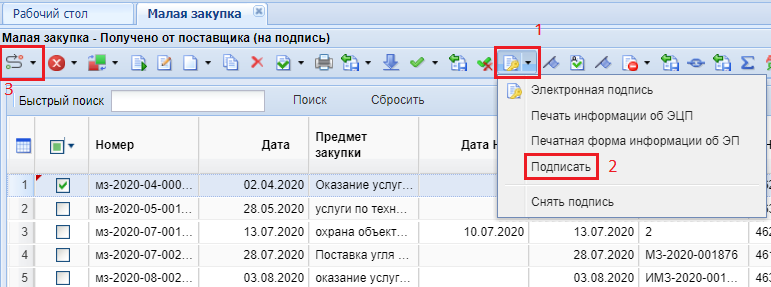 Рабочий стол Малая закупка
Малая закупка - Получено от поставщика (на подпись)
1
3
Быстрый поиск Поиск Сбросить
Электронная подпись
Печать информации об ЭЦП
Печатная форма информации об ЭП
Подписать 2
Снять подпись
Номер Дата Предмет закупки Дата
1 мз-2020-04-000... 02.04.2020 Оказание услуг...
2 мз-2020-05-001... 28.05.2020 услуги по техн...
3 мз-2020-07-001... 13.07.2020 охрана объект... 10.07.2020 13.07.2020 2 462
4 мз-2020-07-002... 28.07.2020 Поставка угля ... 28.07.2020 МЗ-2020-001876 461
5 мз-2020-08-002... 03.08.2020 оказание услуг... 03.08.2020 ИМЗ-2020-001... 462